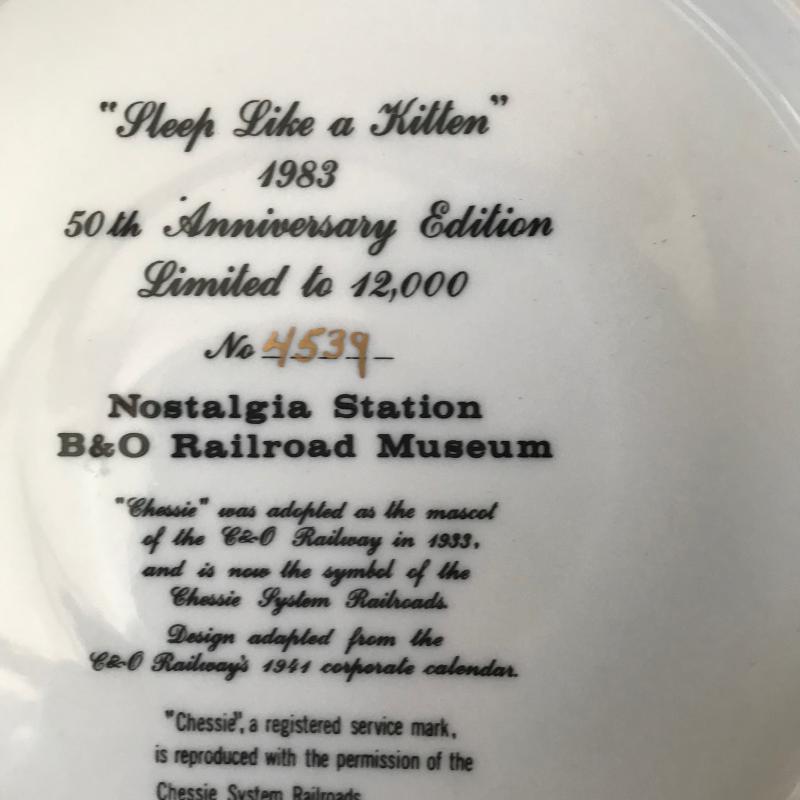 "Sleep Like a Kitten"
1983
50th Anniversary Edition
Limited to 12,000
No 4539
Nostalgia Station
B&O Railroad Museum
"Chessie" was adopted as the mascot
of the C&O Railway in 1933,
and is now the symbol of the
Chessie System Railroads.
Design adapted from the
C&O Railway's 1941 corporate calendar.
"Chessie", a registered service mark,
is reproduced with the permission of the
Chessie System Railroads